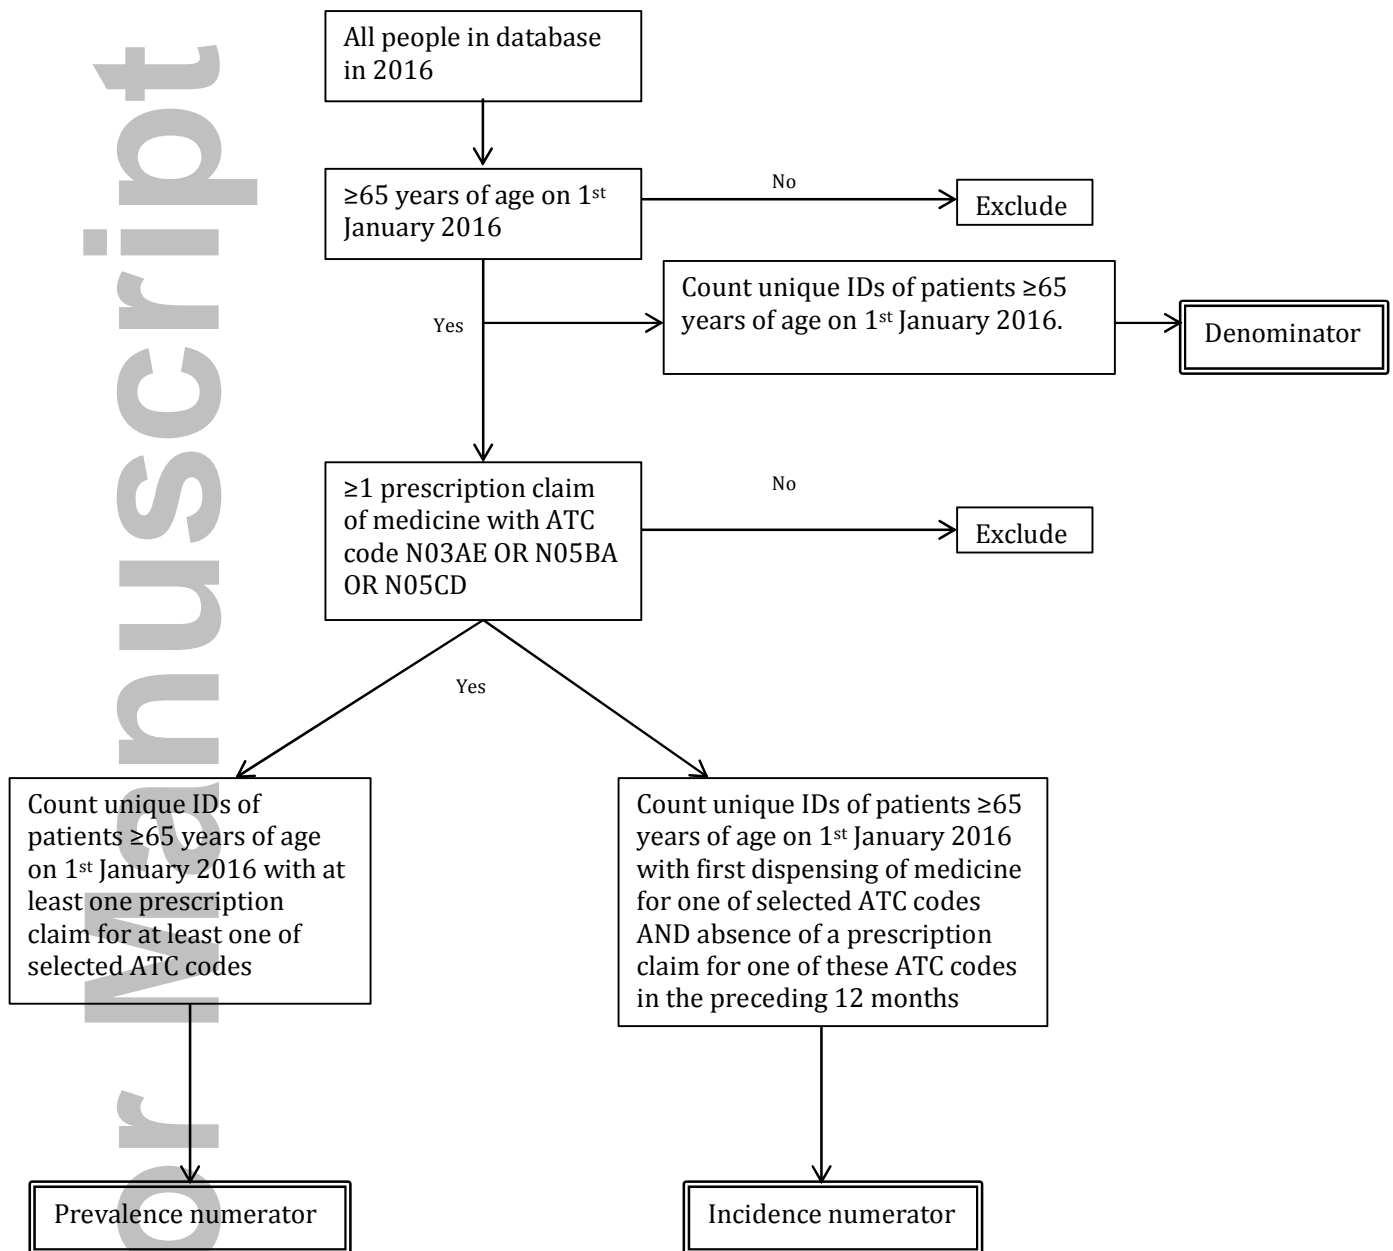 All people in database
in 2016
≥65 years of age on 1st
January 2016
No
Exclude
Count unique IDs of patients ≥65
years of age on 1st January 2016.
Yes
Denominator
≥1 prescription claim
of medicine with ATC
code N03AE OR N05BA
OR N05CD
No
Exclude
Yes
Count unique IDs of
patients ≥65 years of age
on 1st January 2016 with at
least one prescription
claim for at least one of
selected ATC codes
Count unique IDs of patients ≥65
years of age on 1st January 2016
with first dispensing of medicine
for one of selected ATC codes
AND absence of a prescription
claim for one of these ATC codes
in the preceding 12 months
Prevalence numerator
Incidence numerator
or Manuscript